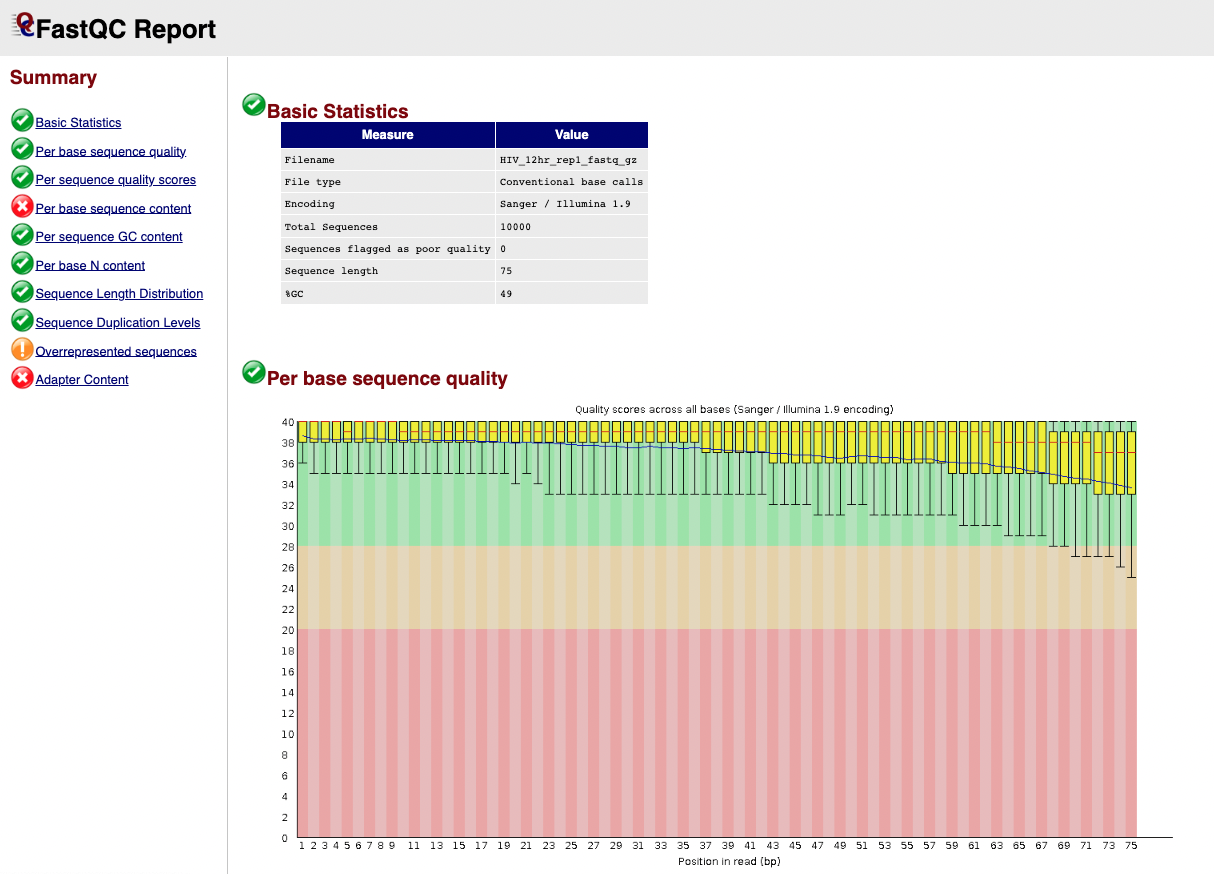 FastQC Report
Summary
Basic Statistics
Per base sequence quality
Per sequence quality scores
Per base sequence content
Per sequence GC content
Per base N content
Sequence Length Distribution
Sequence Duplication Levels
Overrepresented sequences
Adapter Content
Basic Statistics
Measure Value
Filename HIV_12hr_rep1_fastq_gz
File type Conventional base calls
Encoding Sanger / Illumina 1.9
Total Sequences 10000
Sequences flagged as poor quality 0
Sequence length 75
%GC 49
Per base sequence quality
Quality scores across all bases (Sanger / Illumina 1.9 encoding)
40
38
36
34
32
30
28
26
24
22
20
18
16
14
12
10
8
6
4
2
0
1 2 3 4 5 6 7 8 9 11 13 15 17 19 21 23 25 27 29 31 33 35 37 39 41 43 45 47 49 51 53 55 57 59 61 63 65 67 69 71 73 75
Position in read (bp)